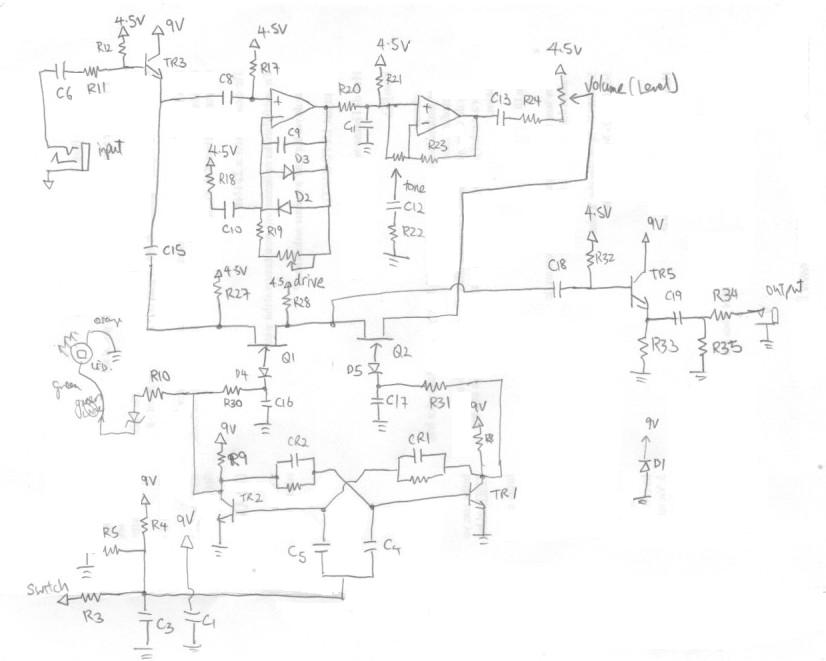 4.5V
9V
R12
TR3
C6
R11
input
C8
4.5V
R17
C9
D3
D2
4.5V
R18
C10
R19
drive
R20
C11
4.5V
R21
R23
tone
C12
R22
C13
R24
4.5V
Volume (Level)
C15
4.5V
R27
4.5
R28
Q1
Q2
C18
4.5V
R32
9V
TR5
C19
R34
output
R33
R35
orange
LED.
green
R10
D4
R30
C16
D5
C17
R31
9V
R9
CR2
CR1
9V
TR2
TR1
9V
D1
9V
R4
R5
9V
C5
C4
Switch
R3
C3
C1